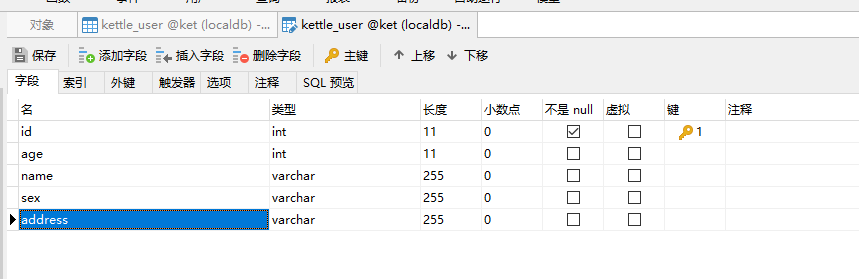 对象 kettle_user @ket (localdb) -... kettle_user @ket (localdb) -...
保存 添加字段 插入字段 删除字段 主键 上移 下移
字段 索引 外键 触发器 选项 注释 SQL 预览
名 类型 长度 小数点 不是 null 虚拟 键 注释
id int 11 0 1
age int 11 0
name varchar 255 0
sex varchar 255 0
address varchar 255 0